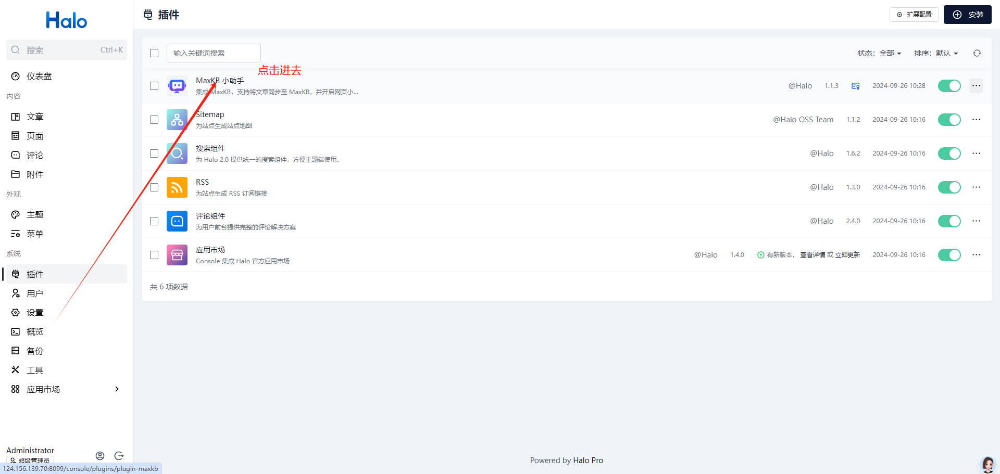 Halo
搜索 Ctrl+K
仪表盘
内容
文章
页面
评论
附件
外观
主题
菜单
系统
插件
用户
设置
概览
备份
工具
应用市场
Administrator
超级管理员
124.156.139.70:8099/console/plugins/plugin-maxkb
插件
扩展配置 安装
输入关键词搜索 状态：全部 排序：默认
点击进去
MaxKB 小助手
集成 MaxKB，支持将文章同步至 MaxKB，并开启网页小...
@Halo 1.1.3 2024-09-26 10:28
Sitemap
为站点生成站点地图
@Halo OSS Team 1.1.2 2024-09-26 10:16
搜索组件
为 Halo 2.0 提供统一的搜索组件，方便主题端使用。
@Halo 1.6.2 2024-09-26 10:16
RSS
为站点生成 RSS 订阅链接
@Halo 1.3.0 2024-09-26 10:16
评论组件
为用户前台提供完整的评论解决方案
@Halo 2.4.0 2024-09-26 10:16
应用市场
Console 集成 Halo 官方应用市场
@Halo 1.4.0 有新版本， 查看详情 或 立即更新 2024-09-26 10:16
共 6 项数据
Powered by Halo Pro